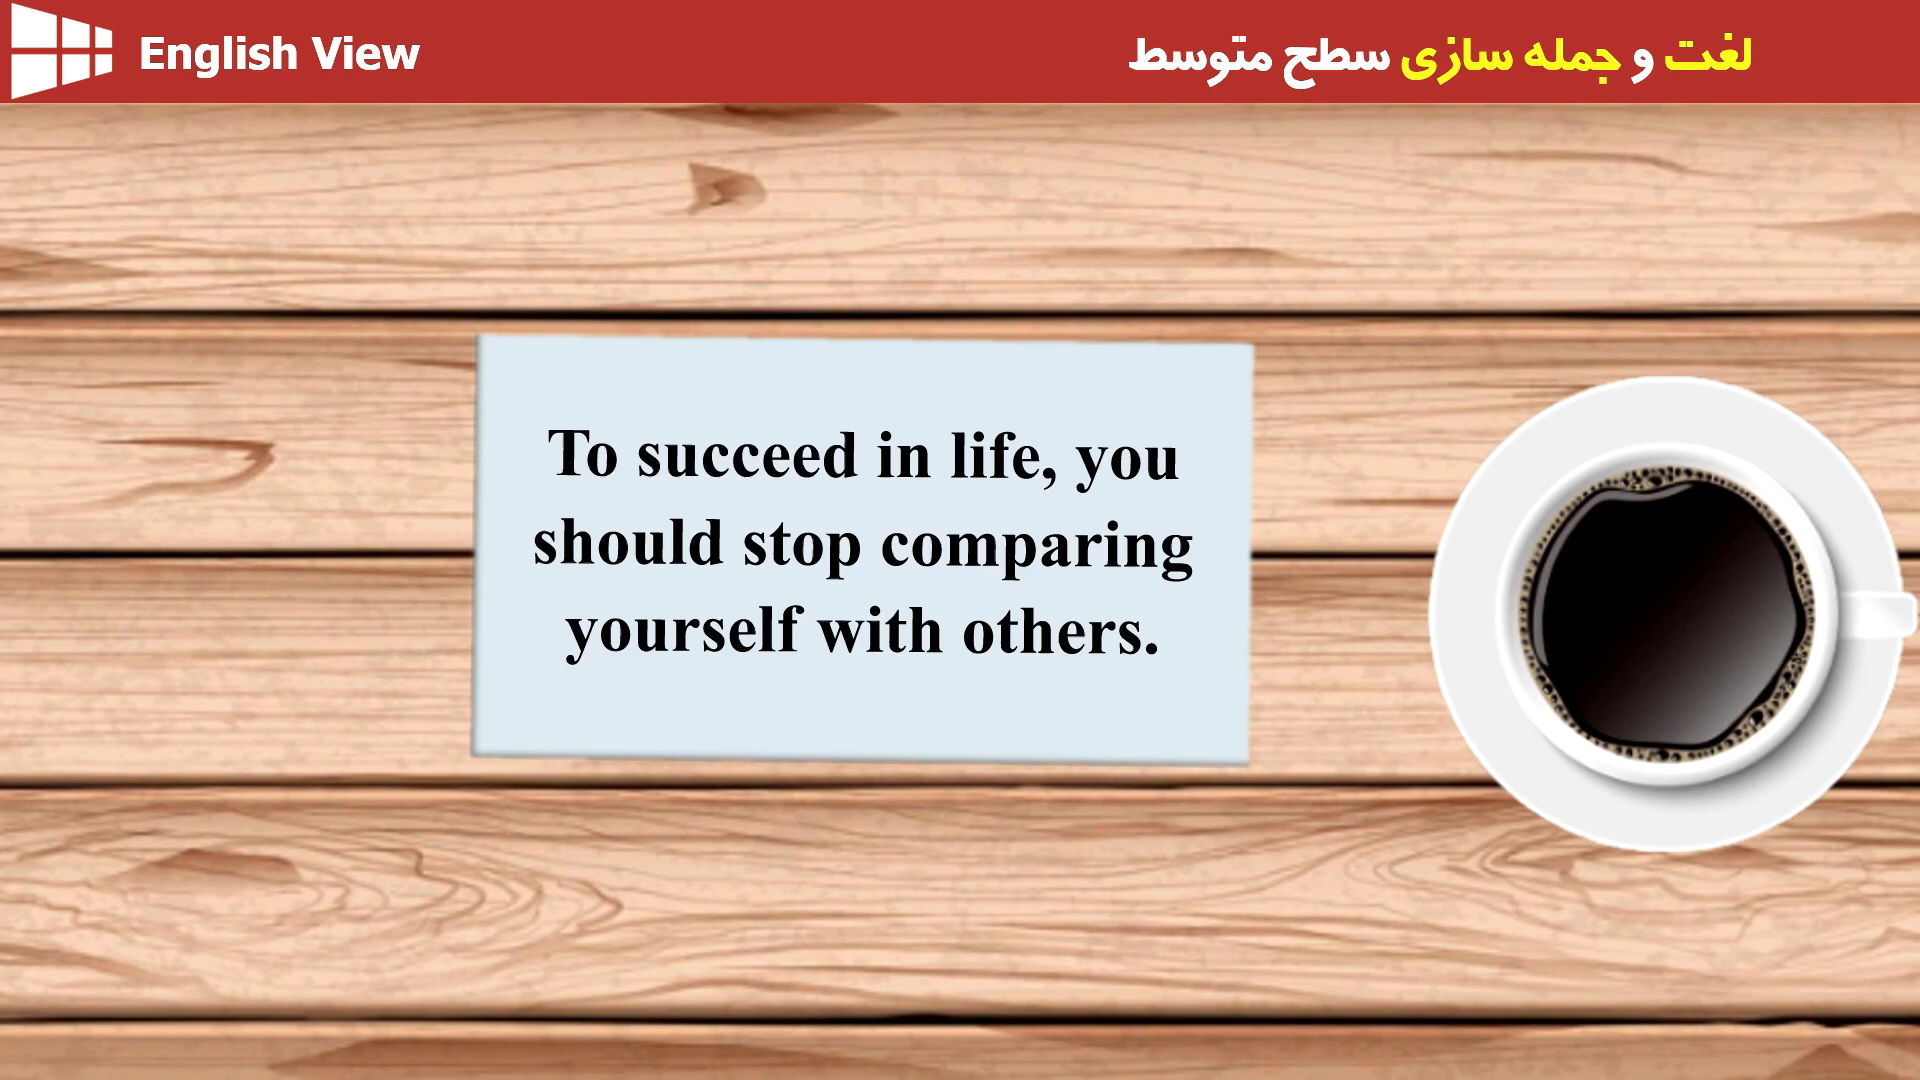 English View
لغت و جمله سازی سطح متوسط
To succeed in life, you
should stop comparing
yourself with others.